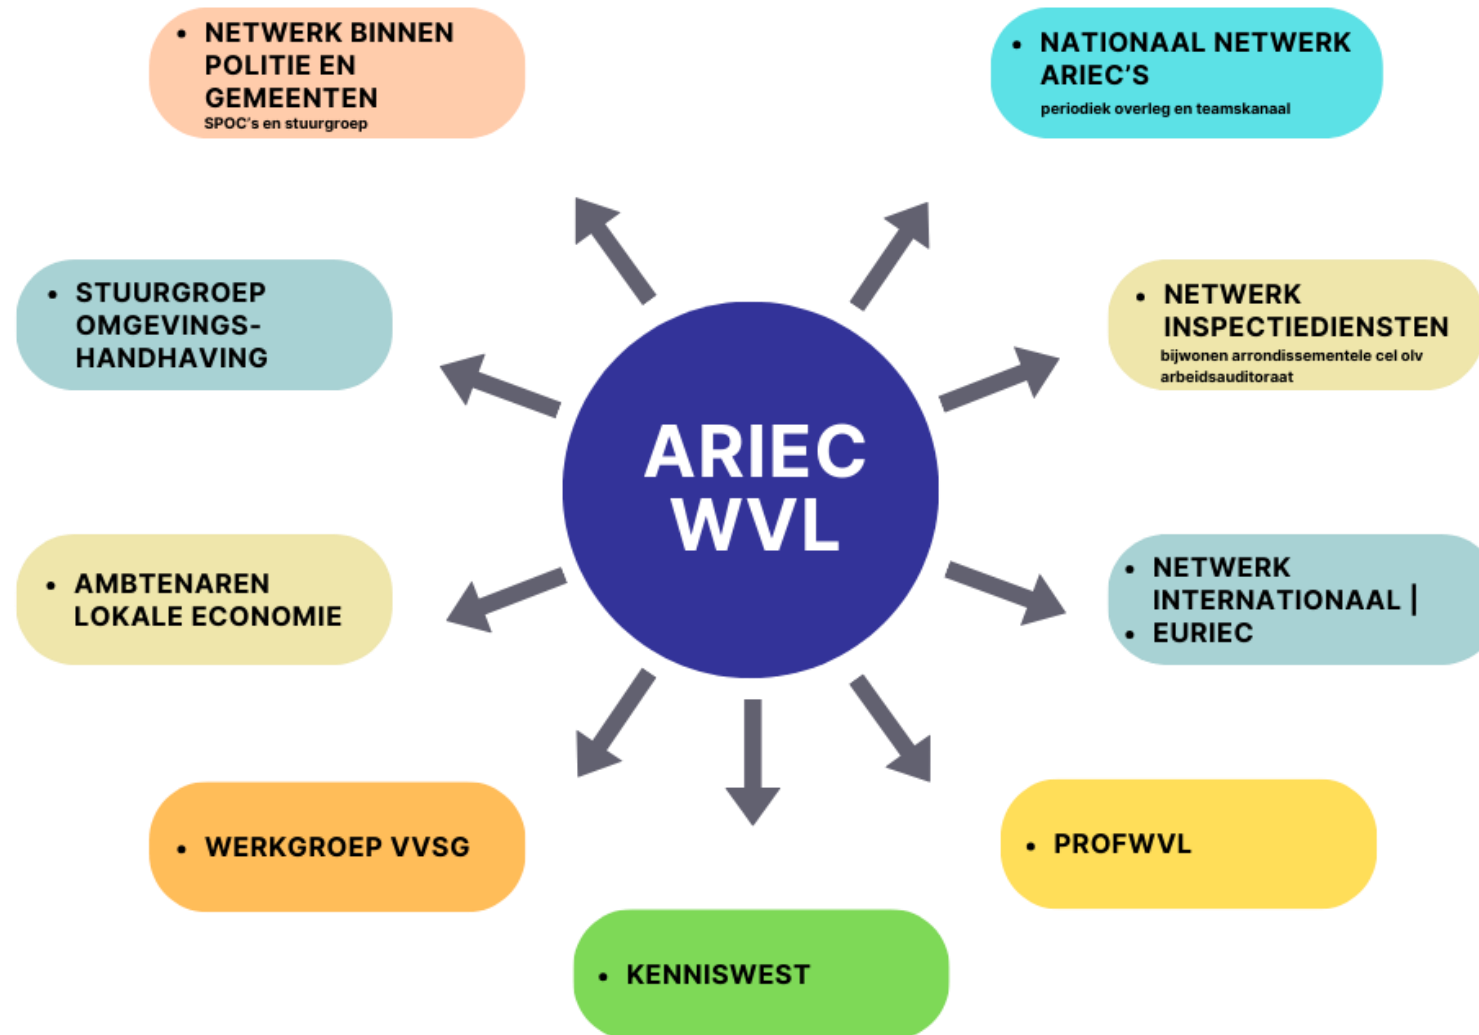 • NETWERK BINNEN
POLITIE EN
GEMEENTEN
SPOC's en stuurgroep
• NATIONAAL NETWERK
ARIEC'S
periodiek overleg en teamskanaal
• STUURGROEP
OMGEVINGS-
HANDHAVING
• NETWERK
INSPECTIEDIENSTEN
bijwonen arrondissementele cel olv
arbeidsauditoraat
ARIEC
WVL
• AMBTENAREN
LOKALE ECONOMIE
• NETWERK
INTERNATIONAAL |
• EURIEC
• WERKGROEP VVSG
• PROFWVL
• KENNISWEST